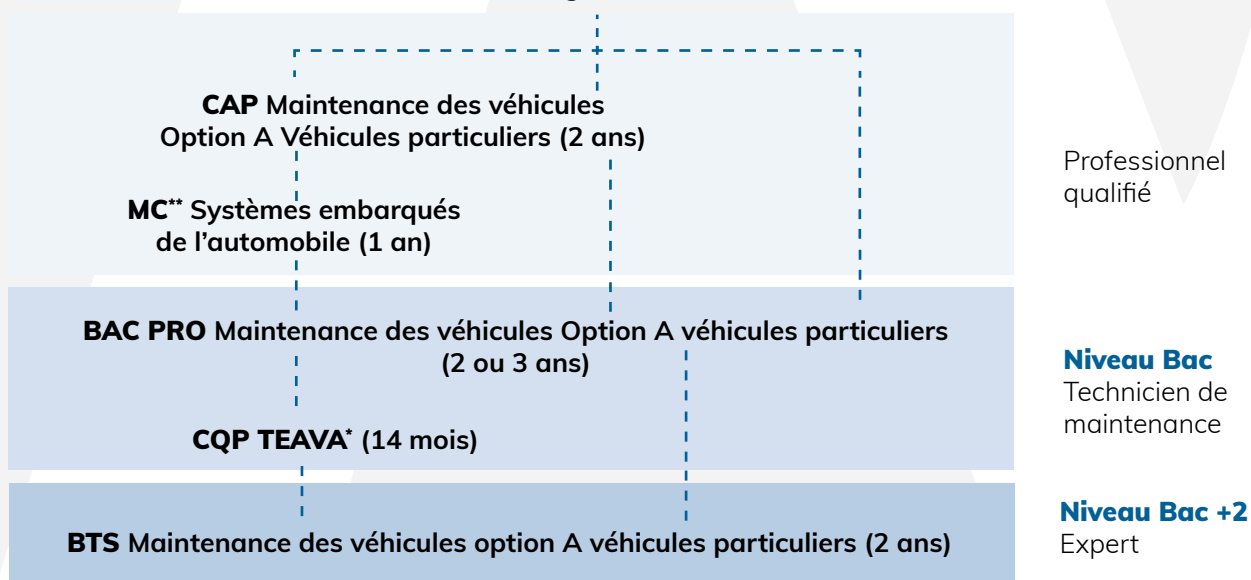 CAP Maintenance des véhicules
Option A Véhicules particuliers (2 ans)
Professionnel
qualifié
MC** Systèmes embarqués
de l'automobile (1 an)
BAC PRO Maintenance des véhicules Option A véhicules particuliers
(2 ou 3 ans)
Niveau Bac
Technicien de
maintenance
CQP TEAVA* (14 mois)
BTS Maintenance des véhicules option A véhicules particuliers (2 ans)
Niveau Bac +2
Expert